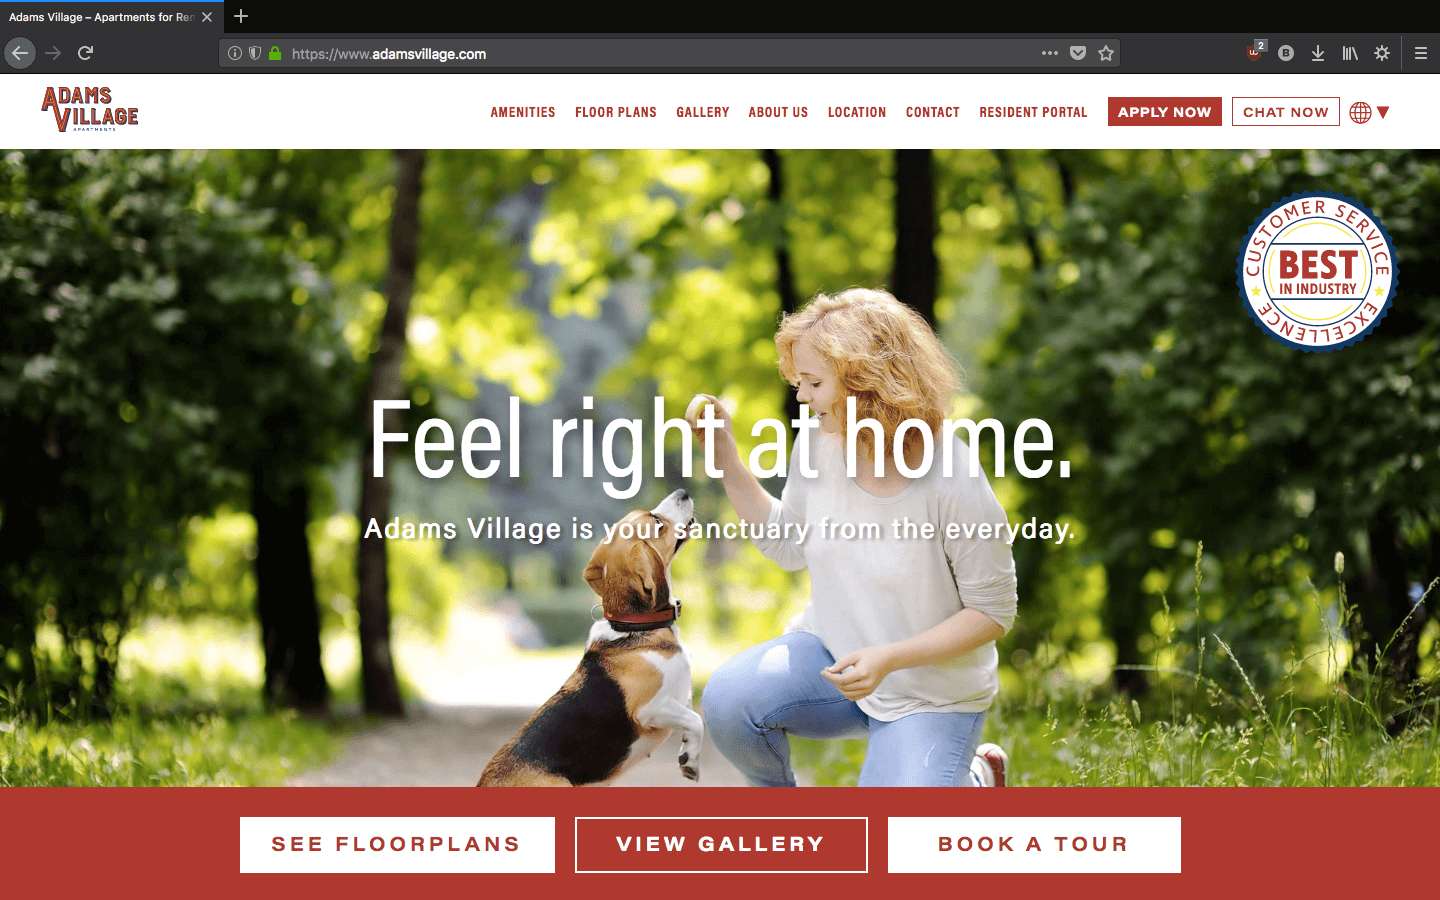 Adams Village – Apartments for Ren
2
https://www.adamsvillage.com
ADAMS
VILLAGE
APARTMENTS
AMENITIES FLOOR PLANS GALLERY ABOUT US LOCATION CONTACT RESIDENT PORTAL APPLY NOW CHAT NOW
CUSTOMER SERVICE
BEST
IN INDUSTRY
EXCELLENCE
Feel right at home.
Adams Village is your sanctuary from the everyday.
SEE FLOORPLANS VIEW GALLERY BOOK A TOUR